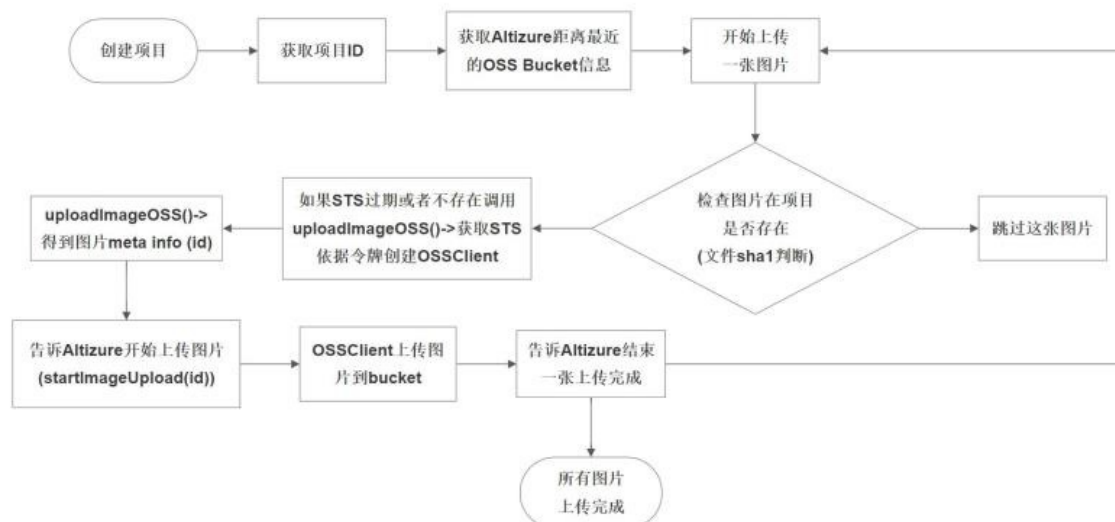 创建项目
获取项目ID
获取Altizure距离最近
的OSS Bucket信息
开始上传
一张图片
检查图片在项目
是否存在
(文件sha1判断)
跳过这张图片
如果STS过期或者不存在调用
uploadImageOSS()->获取STS
依据令牌创建OSSClient
uploadImageOSS()->
得到图片meta info (id)
告诉Altizure开始上传图片
(startImageUpload(id))
OSSClient上传图
片到bucket
告诉Altizure结束
一张上传完成
所有图片
上传完成